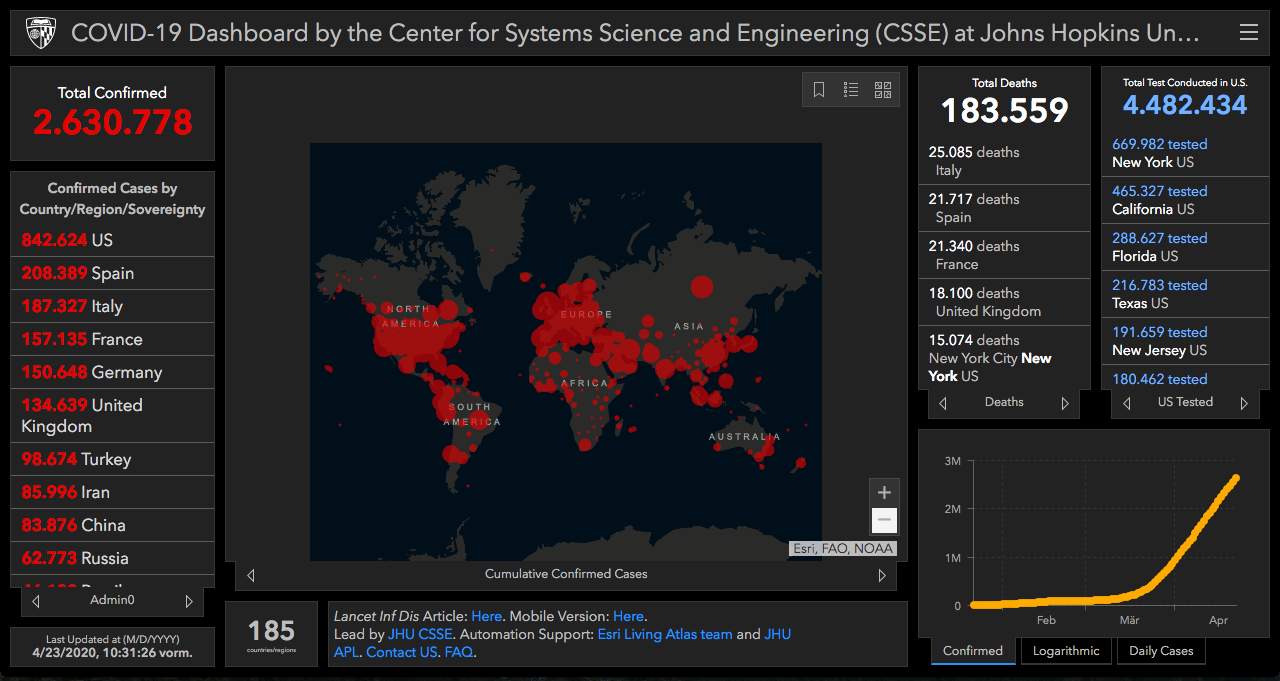 COVID-19 Dashboard by the Center for Systems Science and Engineering (CSSE) at Johns Hopkins Un...
Total Confirmed
2.630.778
Confirmed Cases by
Country/Region/Sovereignty
842.624 US
208.389 Spain
187.327 Italy
157.135 France
150.648 Germany
134.639 United
Kingdom
98.674 Turkey
85.996 Iran
83.876 China
62.773 Russia
Admin0
Last Updated at (M/D/YYYY)
4/23/2020, 10:31:26 vorm.
NORTH
AMERICA
EUROPE
ASIA
AFRICA
SOUTH
AMERICA
AUSTRALIA
+
−
Esri, FAO, NOAA
Cumulative Confirmed Cases
185
countries/regions
Lancet Inf Dis Article: Here. Mobile Version: Here.
Lead by JHU CSSE. Automation Support: Esri Living Atlas team and JHU
APL. Contact US. FAQ.
Total Deaths
183.559
25.085 deaths
Italy
21.717 deaths
Spain
21.340 deaths
France
18.100 deaths
United Kingdom
15.074 deaths
New York City New
York US
Deaths
Total Test Conducted in U.S.
4.482.434
669.982 tested
New York US
465.327 tested
California US
288.627 tested
Florida US
216.783 tested
Texas US
191.659 tested
New Jersey US
180.462 tested
US Tested
3M
2M
1M
0
Feb
Mär
Apr
Confirmed
Logarithmic
Daily Cases